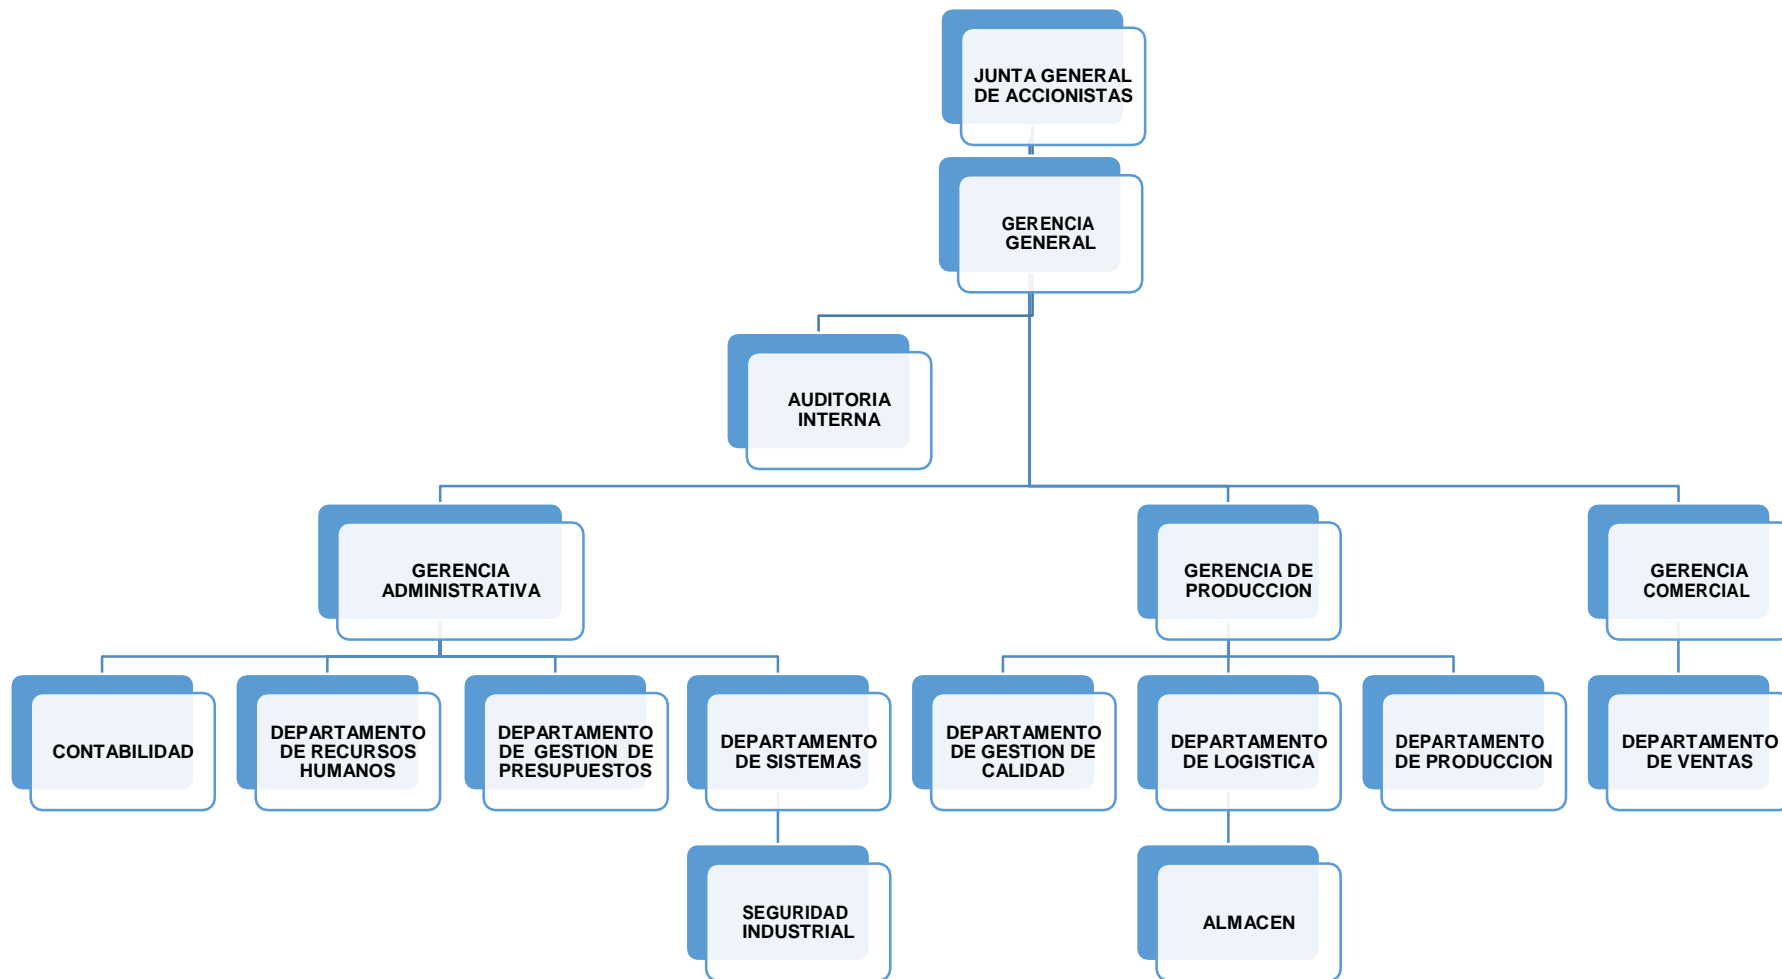 JUNTA GENERAL
DE ACCIONISTAS
GERENCIA
GENERAL
AUDITORIA
INTERNA
GERENCIA
ADMINISTRATIVA
GERENCIA DE
PRODUCCION
GERENCIA
COMERCIAL
CONTABILIDAD
DEPARTAMENTO
DE RECURSOS
HUMANOS
DEPARTAMENTO
DE GESTION DE
PRESUPUESTOS
DEPARTAMENTO
DE SISTEMAS
DEPARTAMENTO
DE GESTION DE
CALIDAD
DEPARTAMENTO
DE LOGISTICA
DEPARTAMENTO
DE PRODUCCION
DEPARTAMENTO
DE VENTAS
SEGURIDAD
INDUSTRIAL
ALMACEN